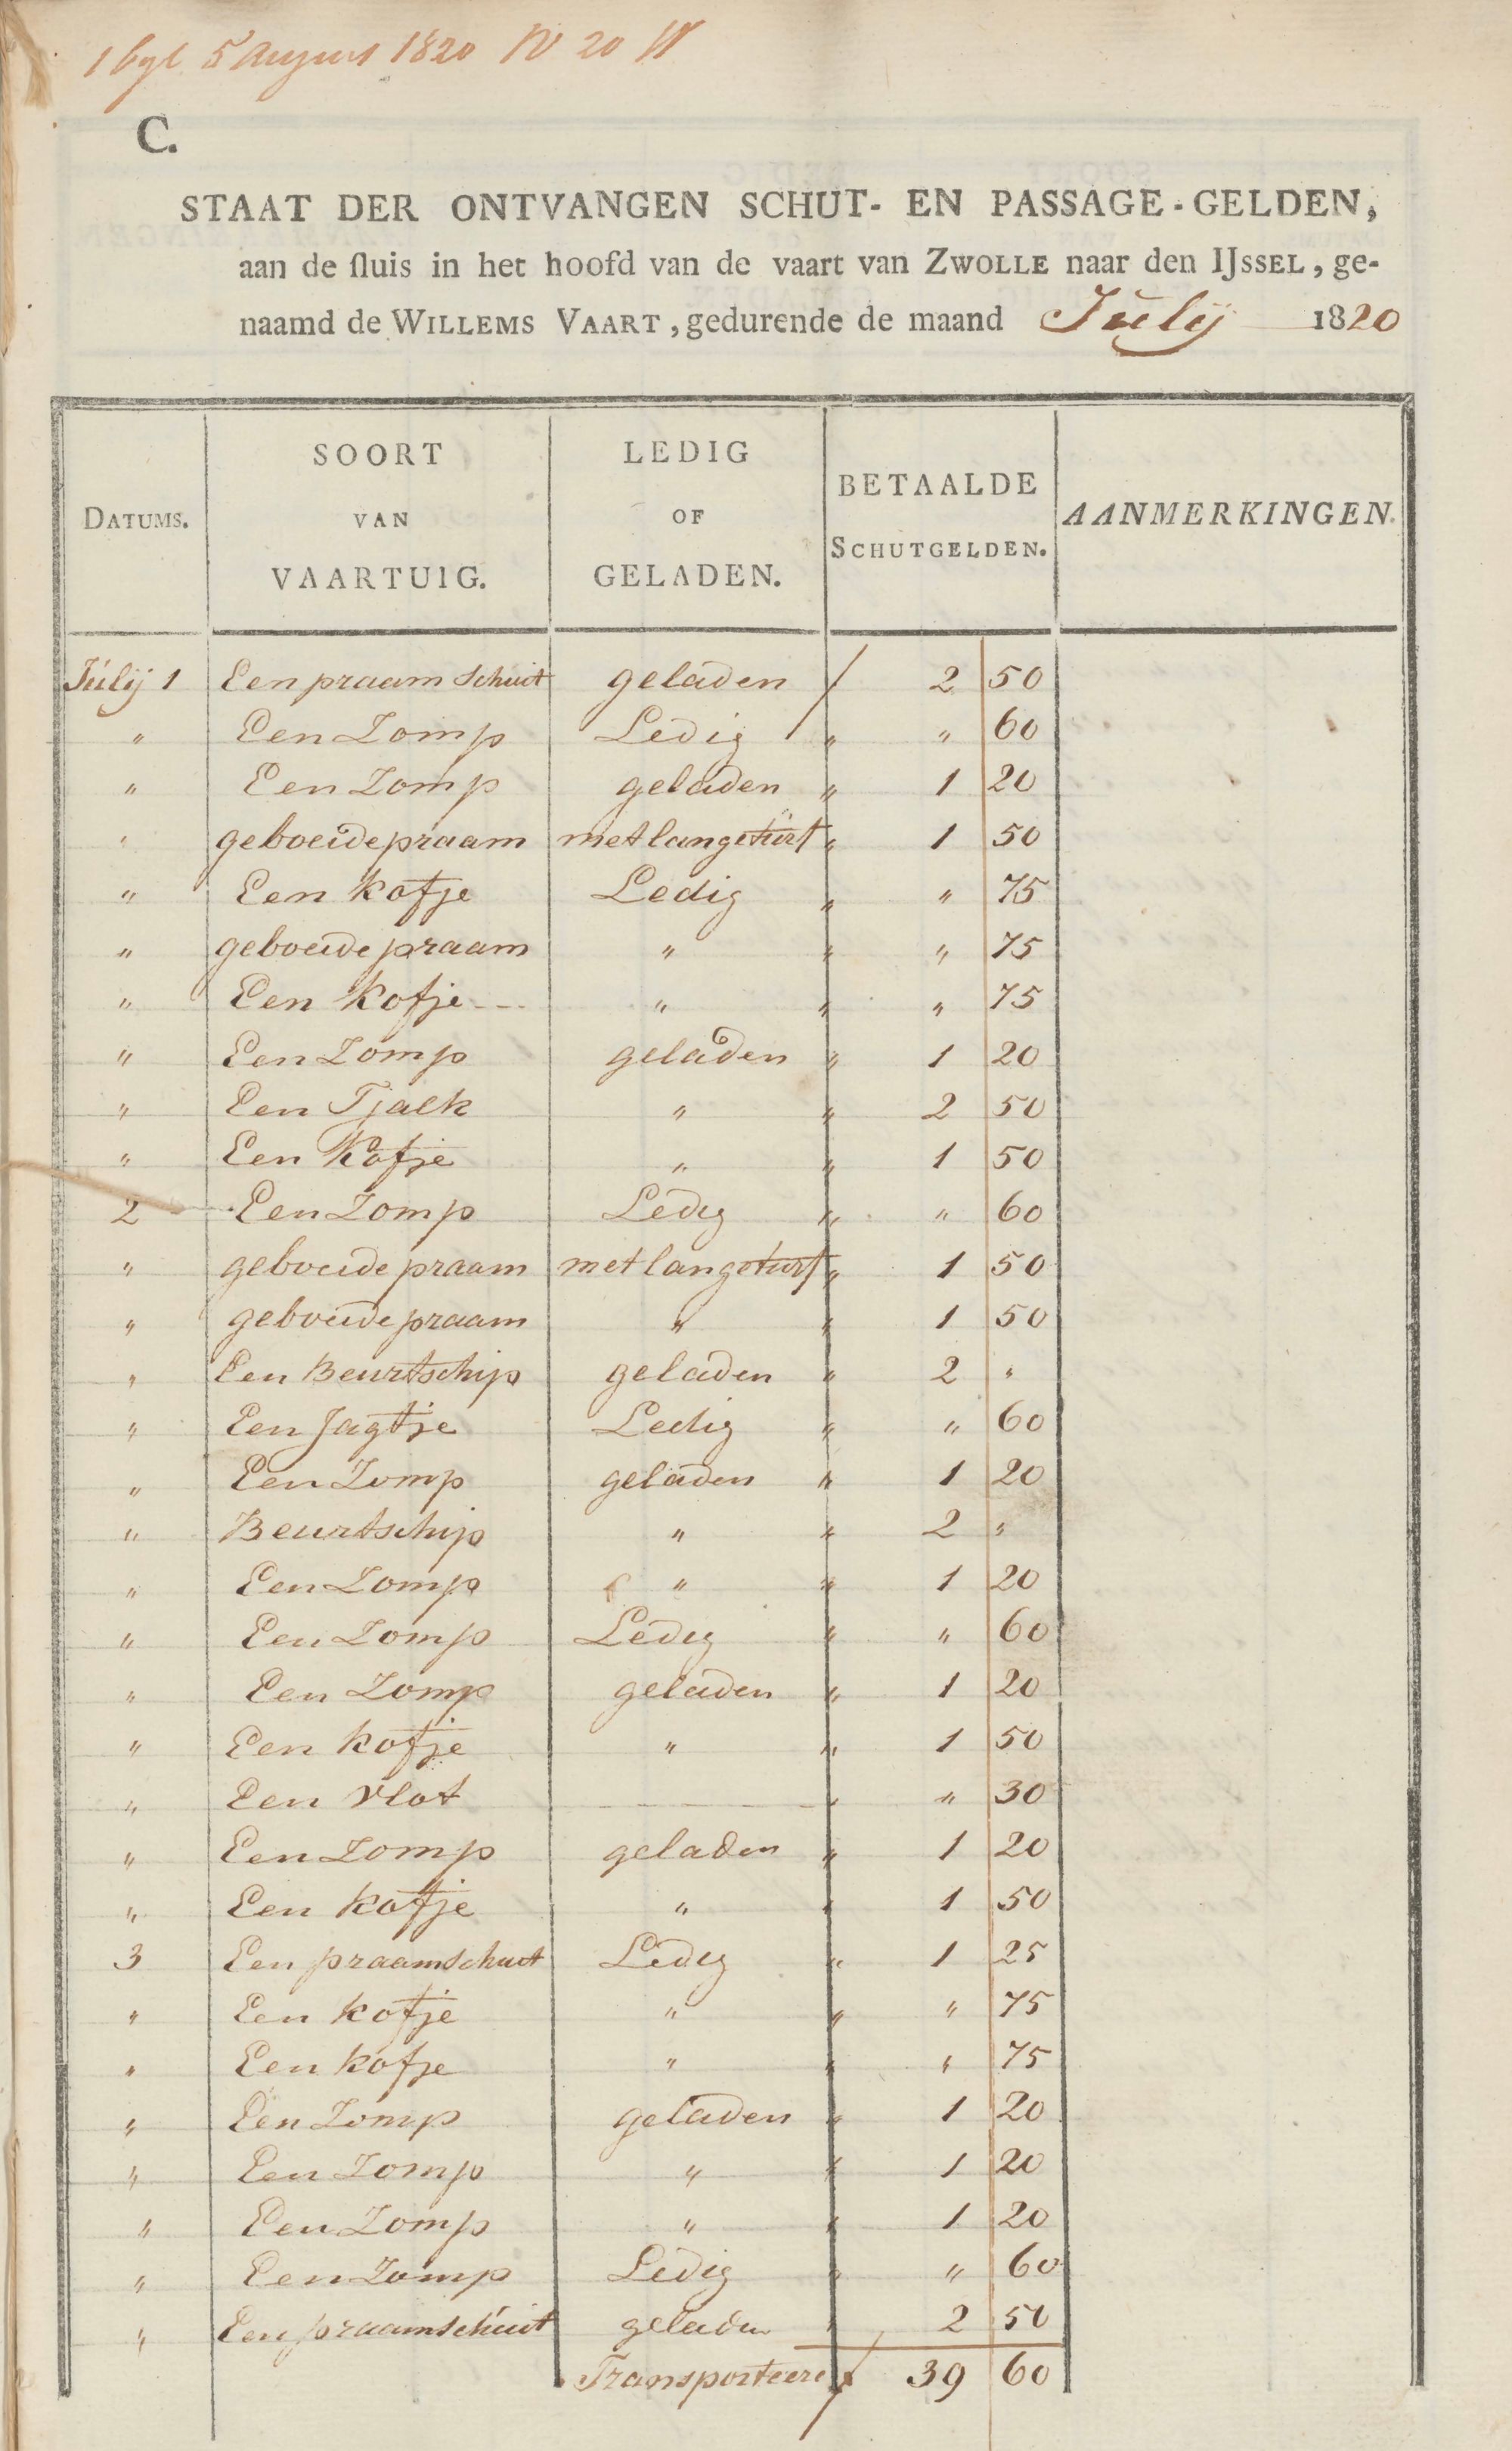 5 August 1820 N 20
C.
STAAT DER ONTVANGEN SCHUT- EN PASSAGE-GELDEN,
aan de sluis in het hoofd van de vaart van ZWOLLE naar den IJSSEL, ge-
naamd de WILLEMS VAART, gedurende de maand Julij 1820
DATUMS. SOORT VAN VAARTUIG. LEDIG OF GELADEN. BETAALDE SCHUTGELDEN. AANMERKINGEN.
Julij 1 Een praam schuit geladen f 2 50
" Een Zomp Ledig " " 60
" Een Zomp geladen " 1 20
" geboeide praam met lange turf " 1 50
" Een kofje Ledig " " 75
" geboeide praam " " " 75
" Een Kofje " " " 75
" Een Zomp geladen " 1 20
" Een Tjalk " " 2 50
" Een Kofje " " 1 50
2 Een Zomp Ledig " " 60
" geboeide praam met lange turf " 1 50
" geboeide praam " " 1 50
" Een Beurtschip geladen " 2 "
" Een Jagtje Ledig " " 60
" Een Zomp geladen " 1 20
" Beurtschip " " 2 "
" Een Zomp " " 1 20
" Een Zomp Ledig " " 60
" Een Zomp geladen " 1 20
" Een kofje " " 1 50
" Een vlot " " 30
" Een Zomp geladen " 1 20
" Een kofje " " 1 50
3 Een praamschuit Ledig " 1 25
" Een kofje " " " 75
" Een kofje " " " 75
" Een Zomp geladen " 1 20
" Een Zomp " " 1 20
" Een Zomp " " 1 20
" Een Zomp Ledig " " 60
" Een praamschuit geladen " 2 50
Transporteere f 39 60